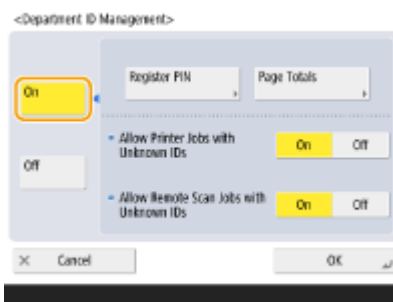 <Department ID Management>
On
Off
Register PIN
Page Totals
Allow Printer Jobs with
Unknown IDs
On Off
Allow Remote Scan Jobs with
Unknown IDs
On Off
× Cancel
OK